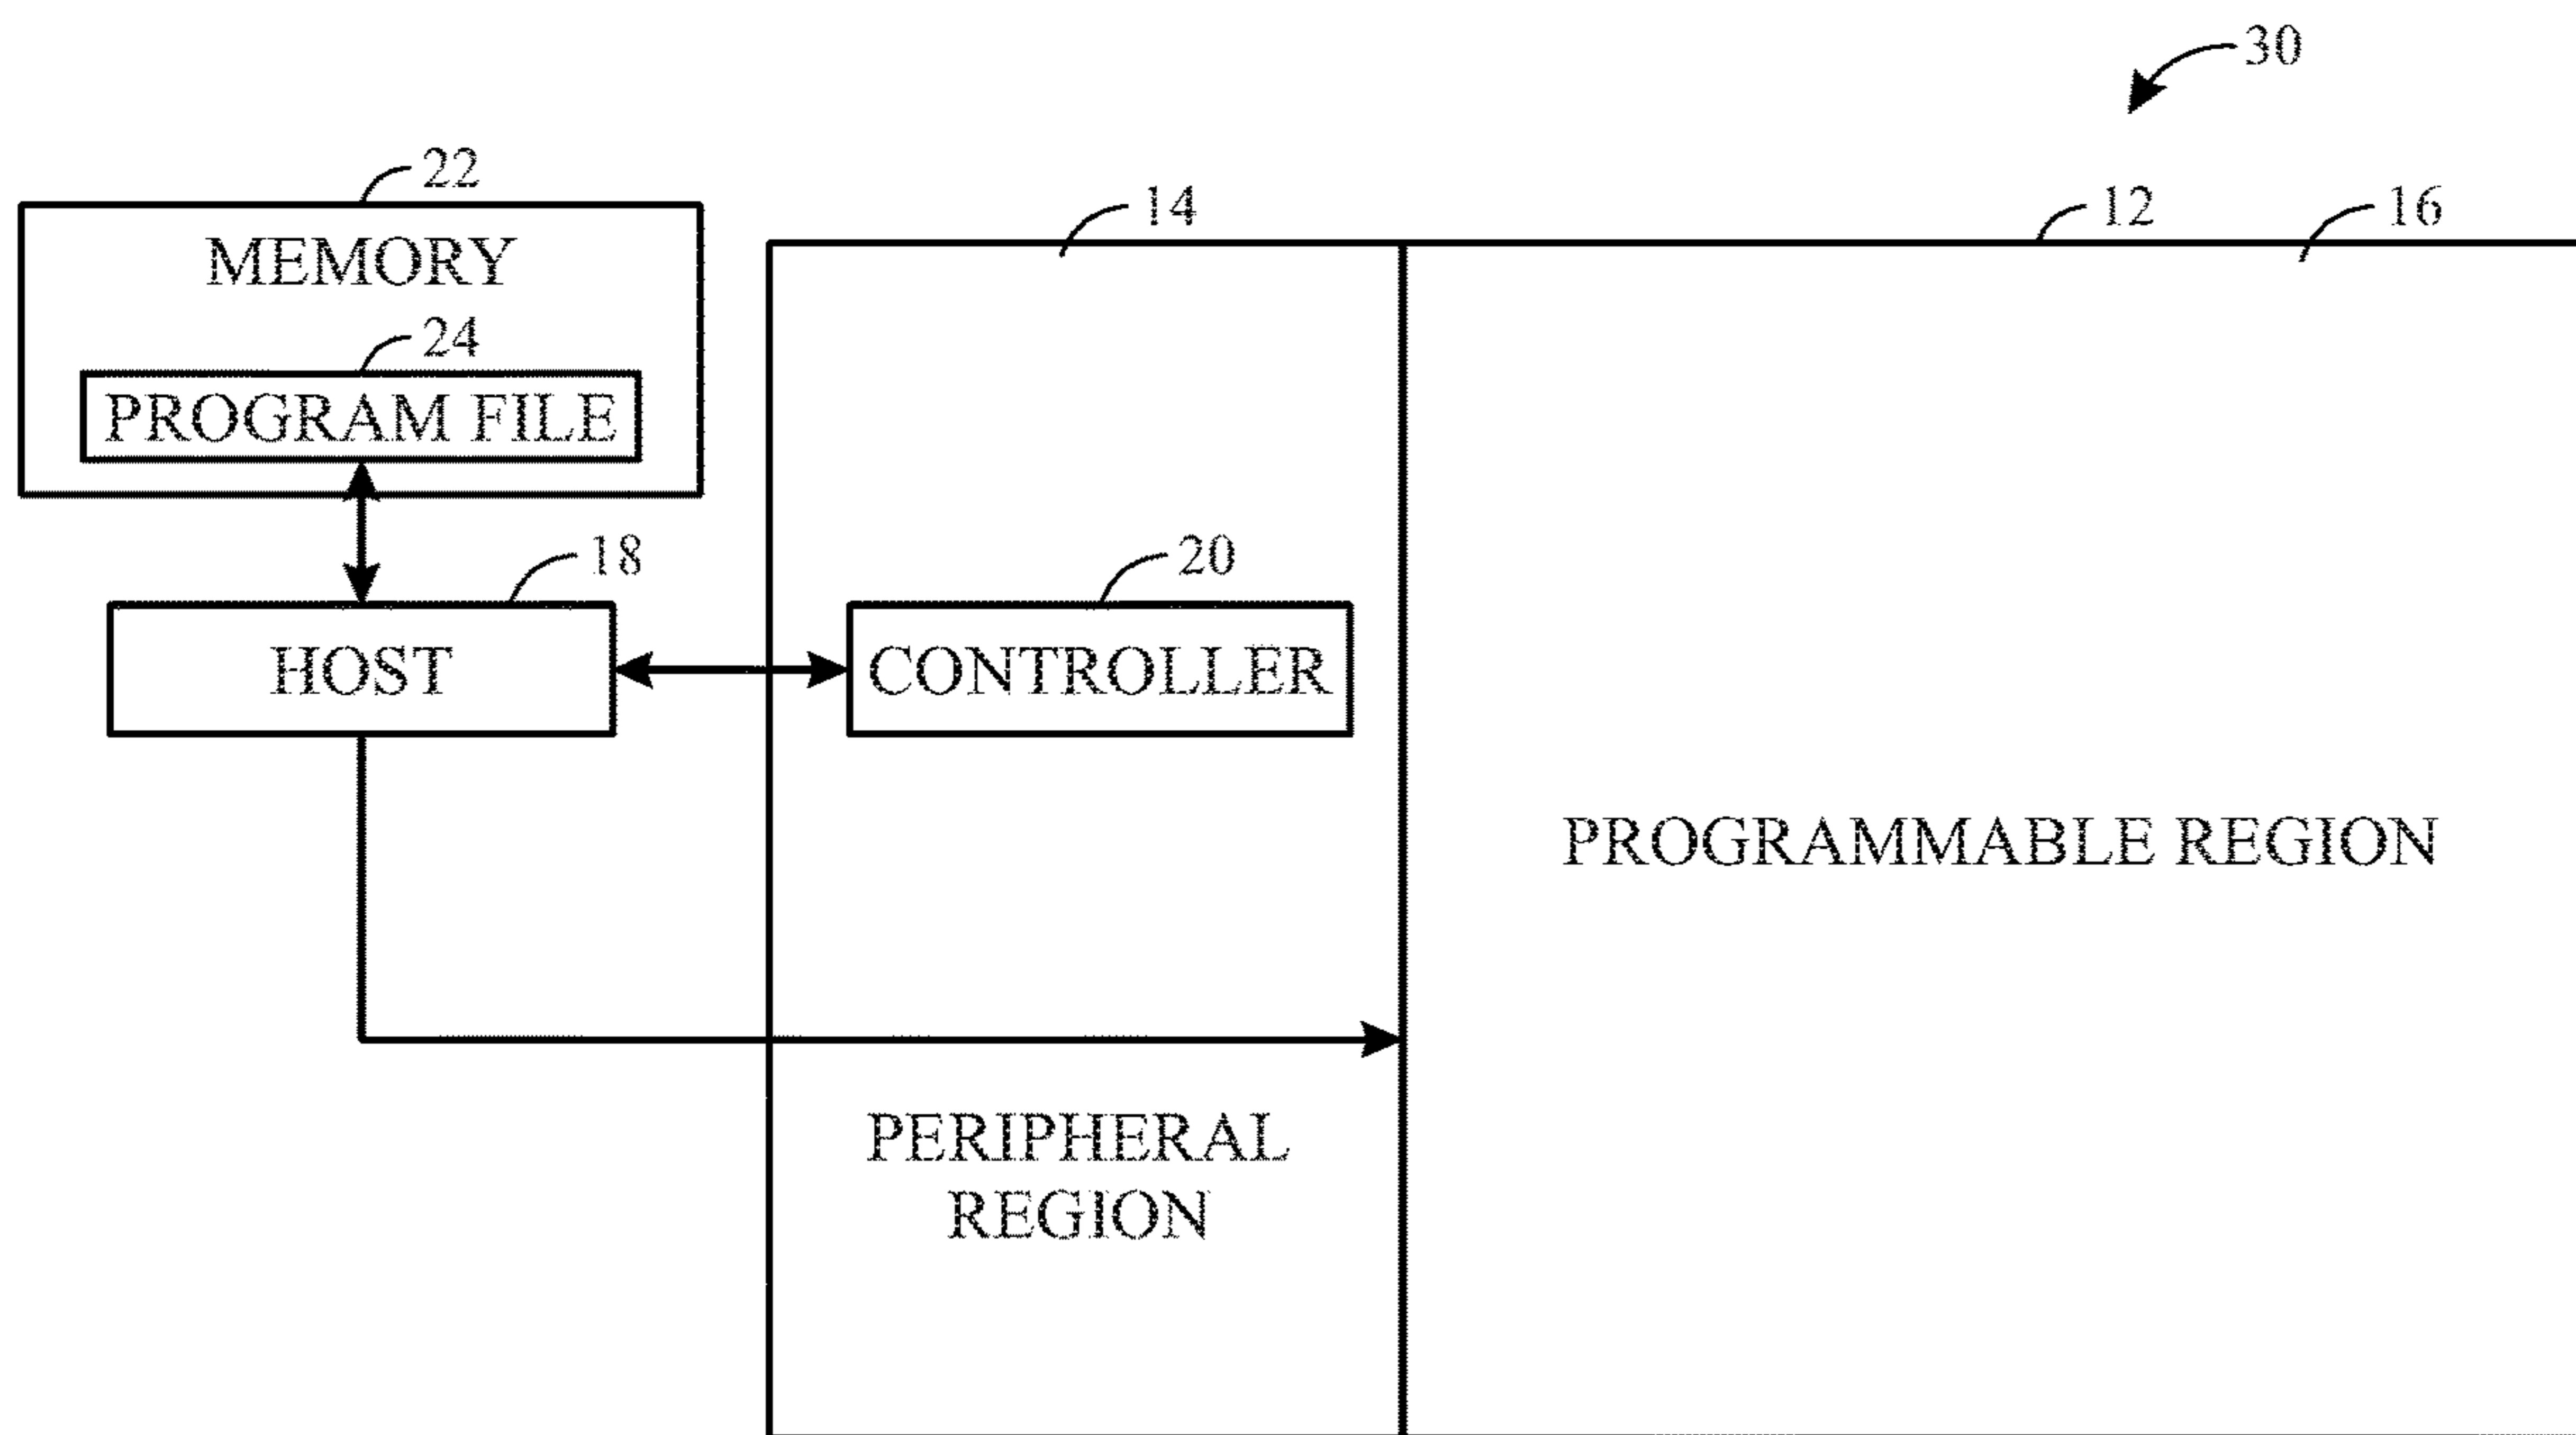 30
22
14
12
16
MEMORY
24
PROGRAM FILE
18
20
HOST
CONTROLLER
PROGRAMMABLE REGION
PERIPHERAL
REGION